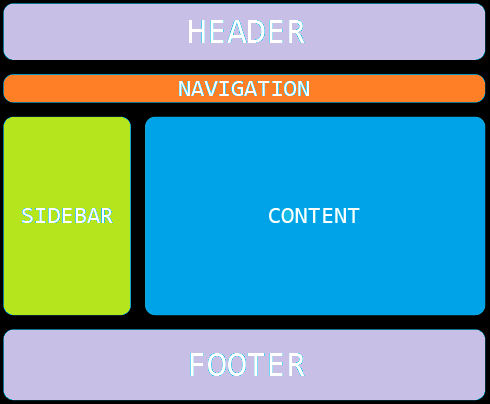 HEADER
NAVIGATION
SIDEBAR
CONTENT
FOOTER